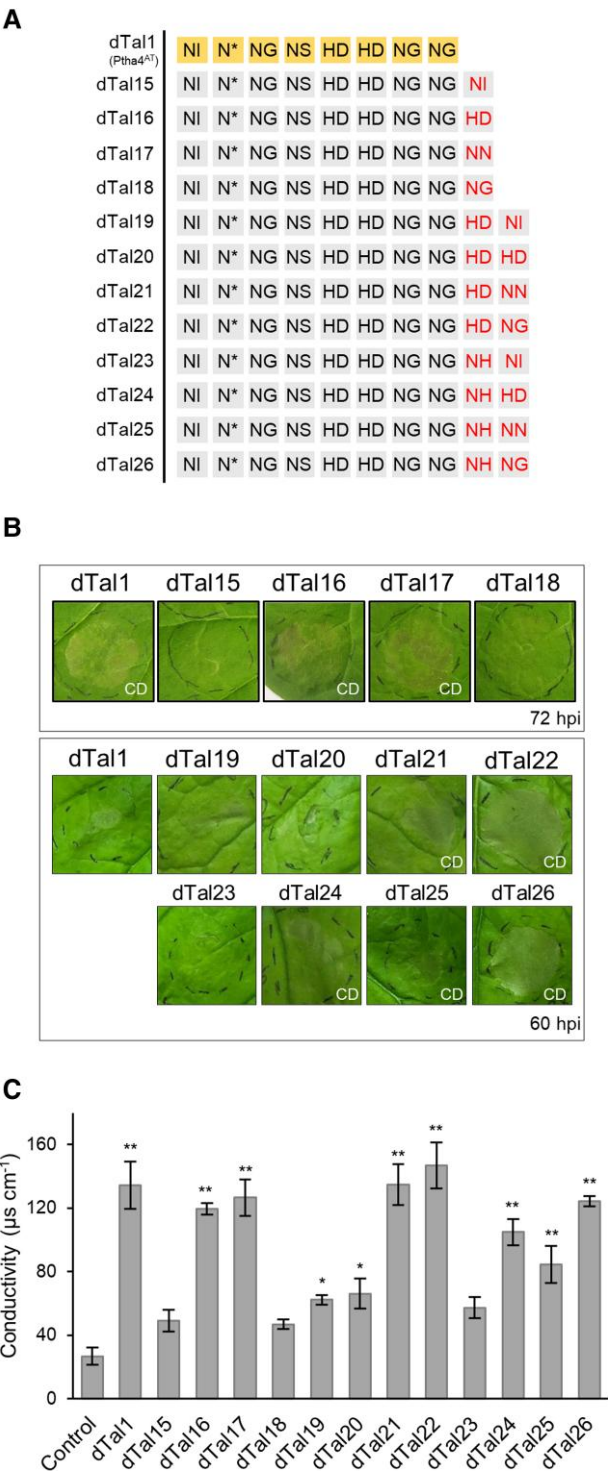 A
dTal1 NI N* NG NS HD HD NG NG
(Ptha4AT)
dTal15 NI N* NG NS HD HD NG NG NI
dTal16 NI N* NG NS HD HD NG NG HD
dTal17 NI N* NG NS HD HD NG NG NN
dTal18 NI N* NG NS HD HD NG NG NG
dTal19 NI N* NG NS HD HD NG NG HD NI
dTal20 NI N* NG NS HD HD NG NG HD HD
dTal21 NI N* NG NS HD HD NG NG HD NN
dTal22 NI N* NG NS HD HD NG NG HD NG
dTal23 NI N* NG NS HD HD NG NG NH NI
dTal24 NI N* NG NS HD HD NG NG NH HD
dTal25 NI N* NG NS HD HD NG NG NH NN
dTal26 NI N* NG NS HD HD NG NG NH NG
B
dTal1 dTal15 dTal16 dTal17 dTal18
CD CD CD
72 hpi
dTal1 dTal19 dTal20 dTal21 dTal22
CD CD
dTal23 dTal24 dTal25 dTal26
CD CD CD
60 hpi
C
Conductivity (µs cm-1)
160
120
80
40
0
** ** ** * * ** ** ** ** **
Control dTal1 dTal15 dTal16 dTal17 dTal18 dTal19 dTal20 dTal21 dTal22 dTal23 dTal24 dTal25 dTal26